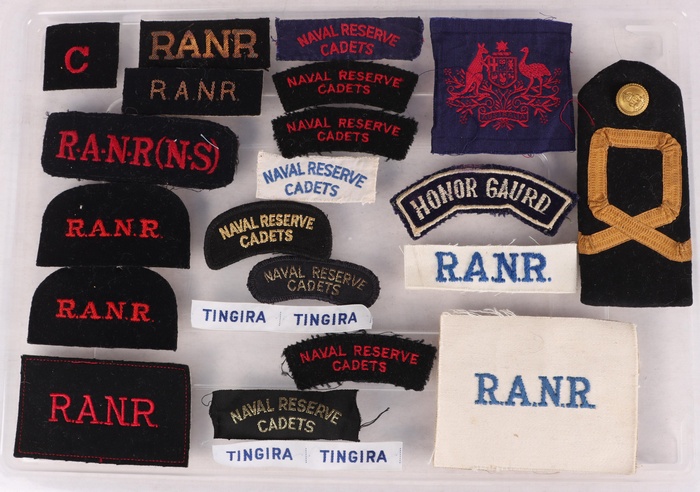 C
RANR
R.A.N.R.
R·A·N·R(N·S)
R.A.N.R.
R.A.N.R.
R.A.N.R.
NAVAL RESERVE
CADETS
NAVAL RESERVE
CADETS
NAVAL RESERVE
CADETS
NAVAL RESERVE
CADETS
NAVAL RESERVE
CADETS
NAVAL RESERVE
CADETS
TINGIRA TINGIRA
NAVAL RESERVE
CADETS
NAVAL RESERVE
CADETS
TINGIRA TINGIRA
HONOR GAURD
R.A.N.R.
R.A.N.R